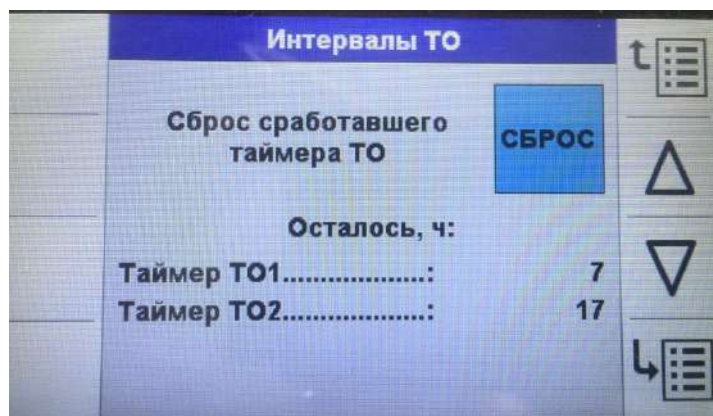 Интервалы ТО
Сброс сработавшего
таймера ТО
СБРОС
Осталось, ч:
Таймер ТО1...................: 7
Таймер ТО2...................: 17